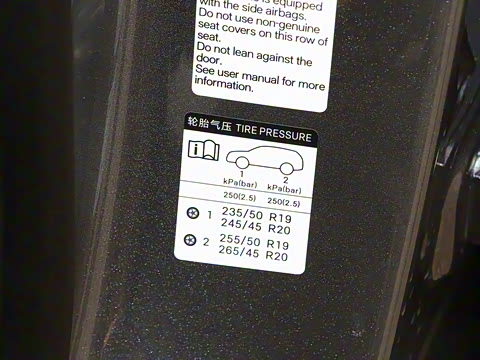 is equipped
with the side airbags.
Do not use non-genuine
seat covers on this row of
seat.
Do not lean against the
door.
See user manual for more
information.
轮胎气压 TIRE PRESSURE
1 2
kPa(bar) kPa(bar)
250(2.5) 250(2.5)
1 235/50 R19
245/45 R20
2 255/50 R19
265/45 R20